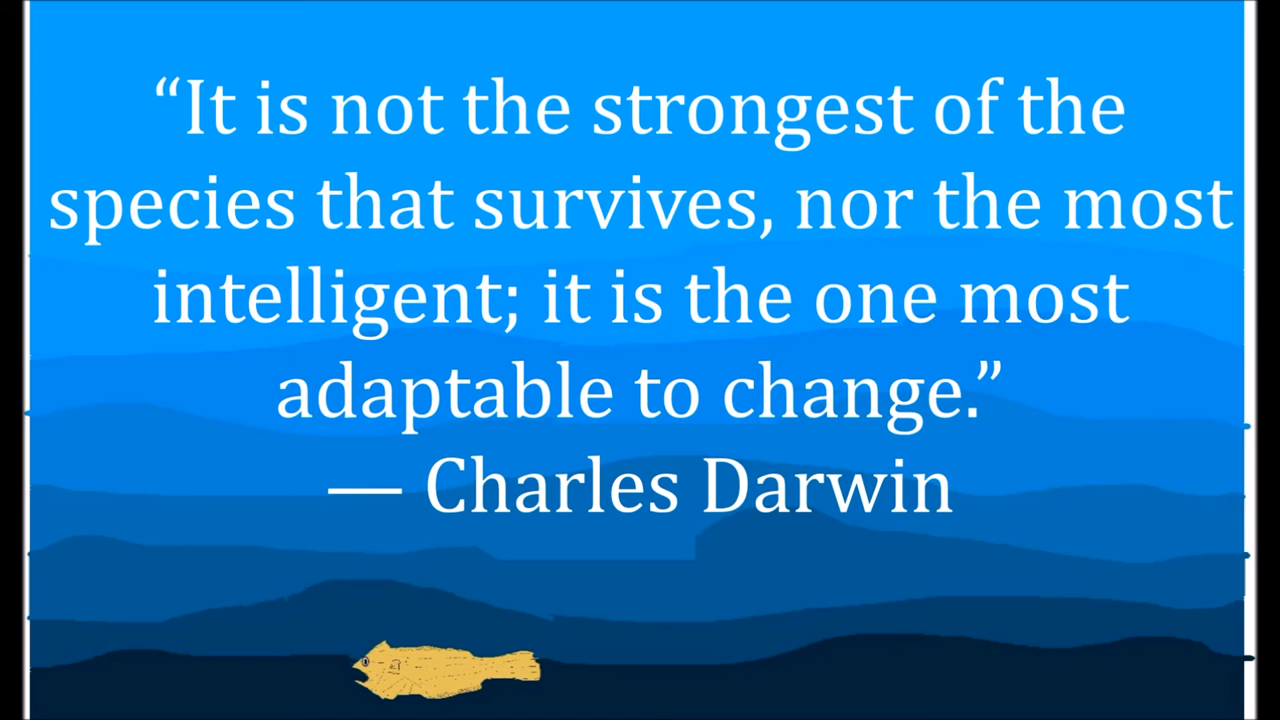 “It is not the strongest of the
species that survives, nor the most
intelligent; it is the one most
adaptable to change.”
— Charles Darwin